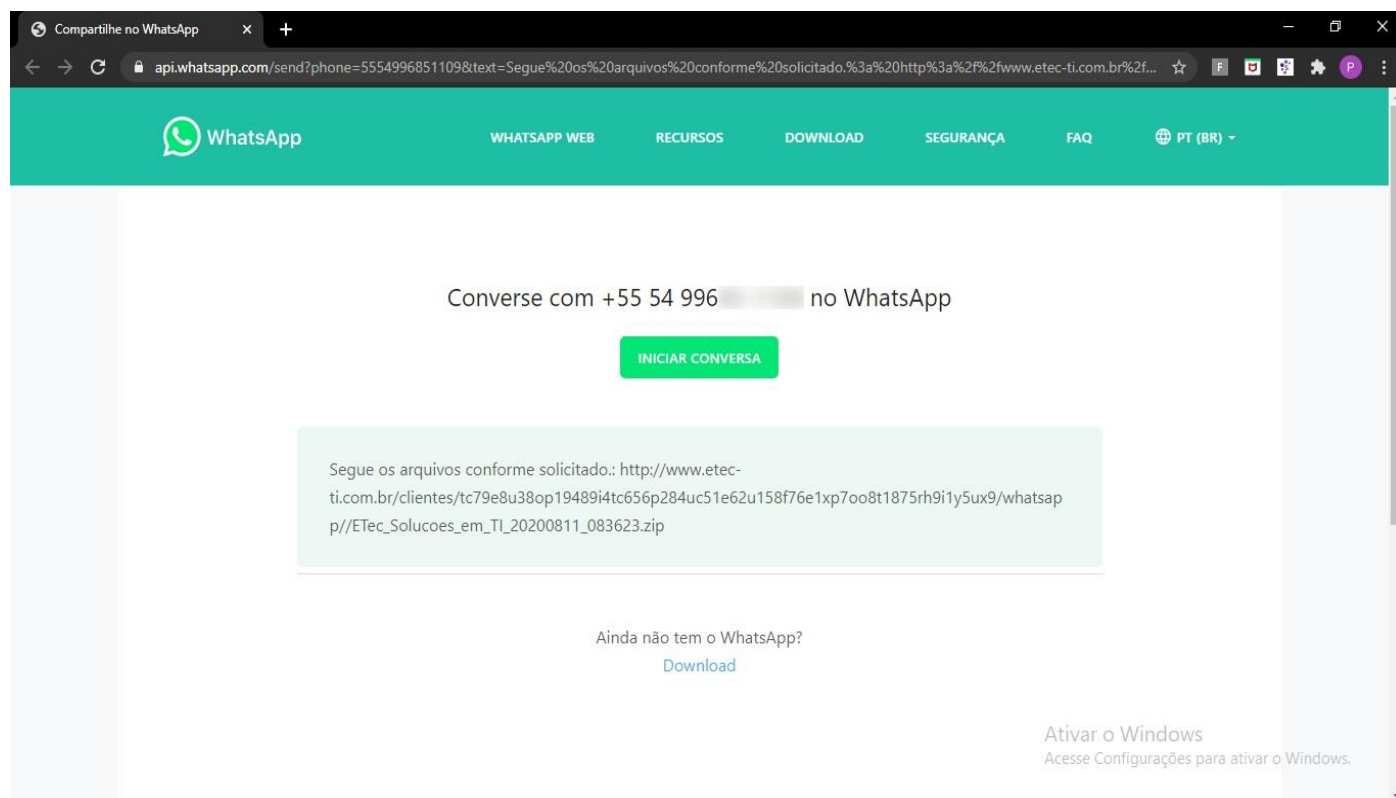 Compartilhe no WhatsApp
api.whatsapp.com/send?phone=5554996851109&text=Segue%20os%20arquivos%20conforme%20solicitado.%3a%20http%3a%2f%2fwww.etec-ti.com.br%2f...
WhatsApp
WHATSAPP WEB
RECURSOS
DOWNLOAD
SEGURANÇA
FAQ
PT (BR)
Converse com +55 54 996 no WhatsApp
INICIAR CONVERSA
Segue os arquivos conforme solicitado.: http://www.etec-
ti.com.br/clientes/tc79e8u38op19489i4tc656p284uc51e62u158f76e1xp7oo8t1875rh9i1y5ux9/whatsap
p//ETec_Solucoes_em_TI_20200811_083623.zip
Ainda não tem o WhatsApp?
Download
Ativar o Windows
Acesse Configurações para ativar o Windows.